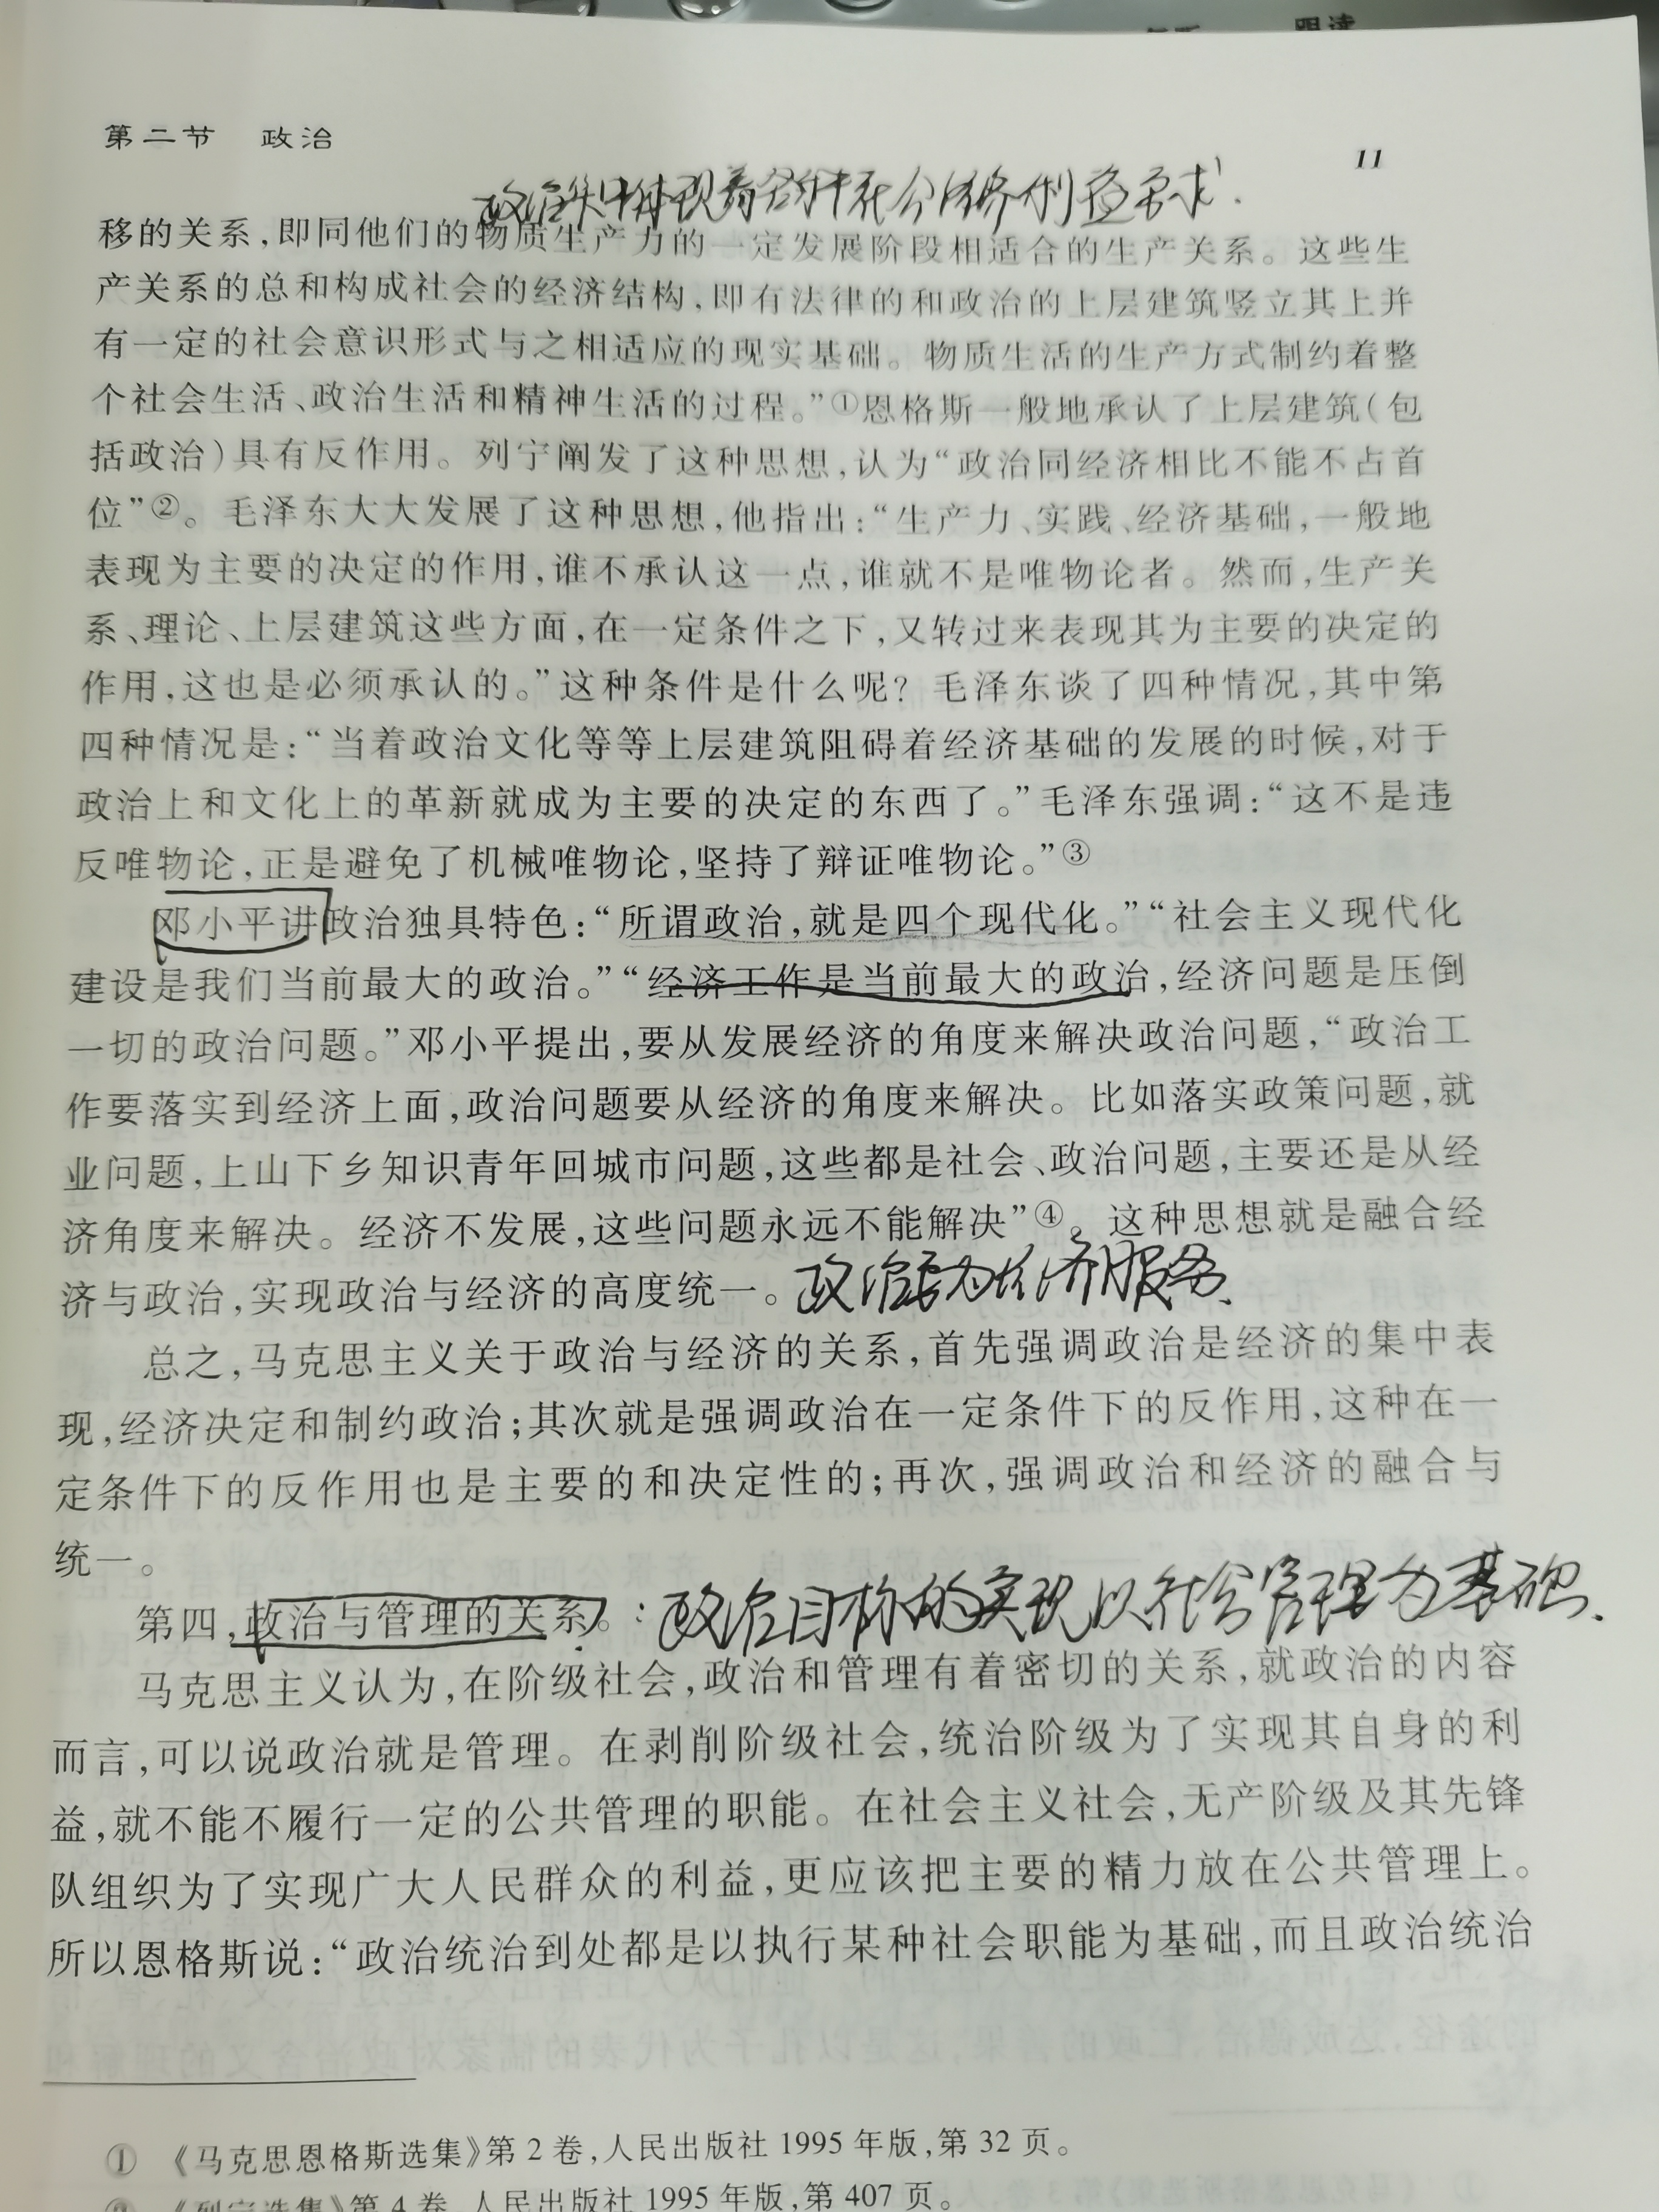 跟读
第二节 政治
11
政治集中体现着各种社会经济利益要求.
移的关系,即同他们的物质生产力的一定发展阶段相适合的生产关系。这些生
产关系的总和构成社会的经济结构,即有法律的和政治的上层建筑竖立其上并
有一定的社会意识形式与之相适应的现实基础。物质生活的生产方式制约着整
个社会生活、政治生活和精神生活的过程。”①恩格斯一般地承认了上层建筑(包
括政治)具有反作用。列宁阐发了这种思想,认为“政治同经济相比不能不占首
位”②。毛泽东大大发展了这种思想,他指出:“生产力、实践、经济基础,一般地
表现为主要的决定的作用,谁不承认这一点,谁就不是唯物论者。然而,生产关
系、理论、上层建筑这些方面,在一定条件之下,又转过来表现其为主要的决定的
作用,这也是必须承认的。”这种条件是什么呢? 毛泽东谈了四种情况,其中第
四种情况是:“当着政治文化等等上层建筑阻碍着经济基础的发展的时候,对于
政治上和文化上的革新就成为主要的决定的东西了。”毛泽东强调:“这不是违
反唯物论,正是避免了机械唯物论,坚持了辩证唯物论。”③
邓小平讲政治独具特色:“所谓政治,就是四个现代化。”“社会主义现代化
建设是我们当前最大的政治。”“经济工作是当前最大的政治,经济问题是压倒
一切的政治问题。”邓小平提出,要从发展经济的角度来解决政治问题,“政治工
作要落实到经济上面,政治问题要从经济的角度来解决。比如落实政策问题,就
业问题,上山下乡知识青年回城市问题,这些都是社会、政治问题,主要还是从经
济角度来解决。经济不发展,这些问题永远不能解决”④。这种思想就是融合经
济与政治,实现政治与经济的高度统一。政治要为经济服务.
总之,马克思主义关于政治与经济的关系,首先强调政治是经济的集中表
现,经济决定和制约政治;其次就是强调政治在一定条件下的反作用,这种在一
定条件下的反作用也是主要的和决定性的;再次,强调政治和经济的融合与
统一。
第四,政治与管理的关系。:政治目标的实现以社会管理为基础.
马克思主义认为,在阶级社会,政治和管理有着密切的关系,就政治的内容
而言,可以说政治就是管理。在剥削阶级社会,统治阶级为了实现其自身的利
益,就不能不履行一定的公共管理的职能。在社会主义社会,无产阶级及其先锋
队组织为了实现广大人民群众的利益,更应该把主要的精力放在公共管理上。
所以恩格斯说:“政治统治到处都是以执行某种社会职能为基础,而且政治统治
① 《马克思恩格斯选集》第 2 卷,人民出版社 1995 年版,第 32 页。
② 《列宁选集》第 4 卷,人民出版社 1995 年版,第 407 页。